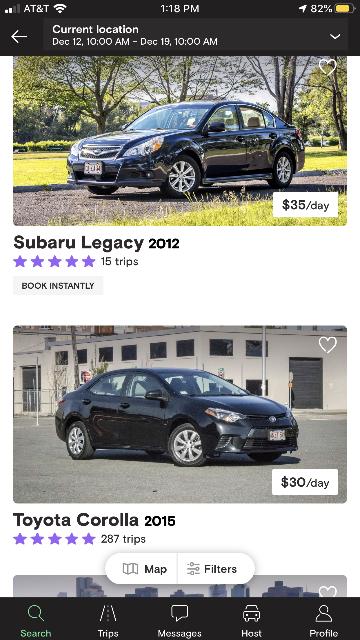 AT&T 1:18 PM 82%
Current location
Dec 12, 10:00 AM - Dec 19, 10:00 AM
$35/day
Subaru Legacy 2012
15 trips
BOOK INSTANTLY
$30/day
Toyota Corolla 2015
287 trips
Map Filters
Search Trips Messages Host Profile